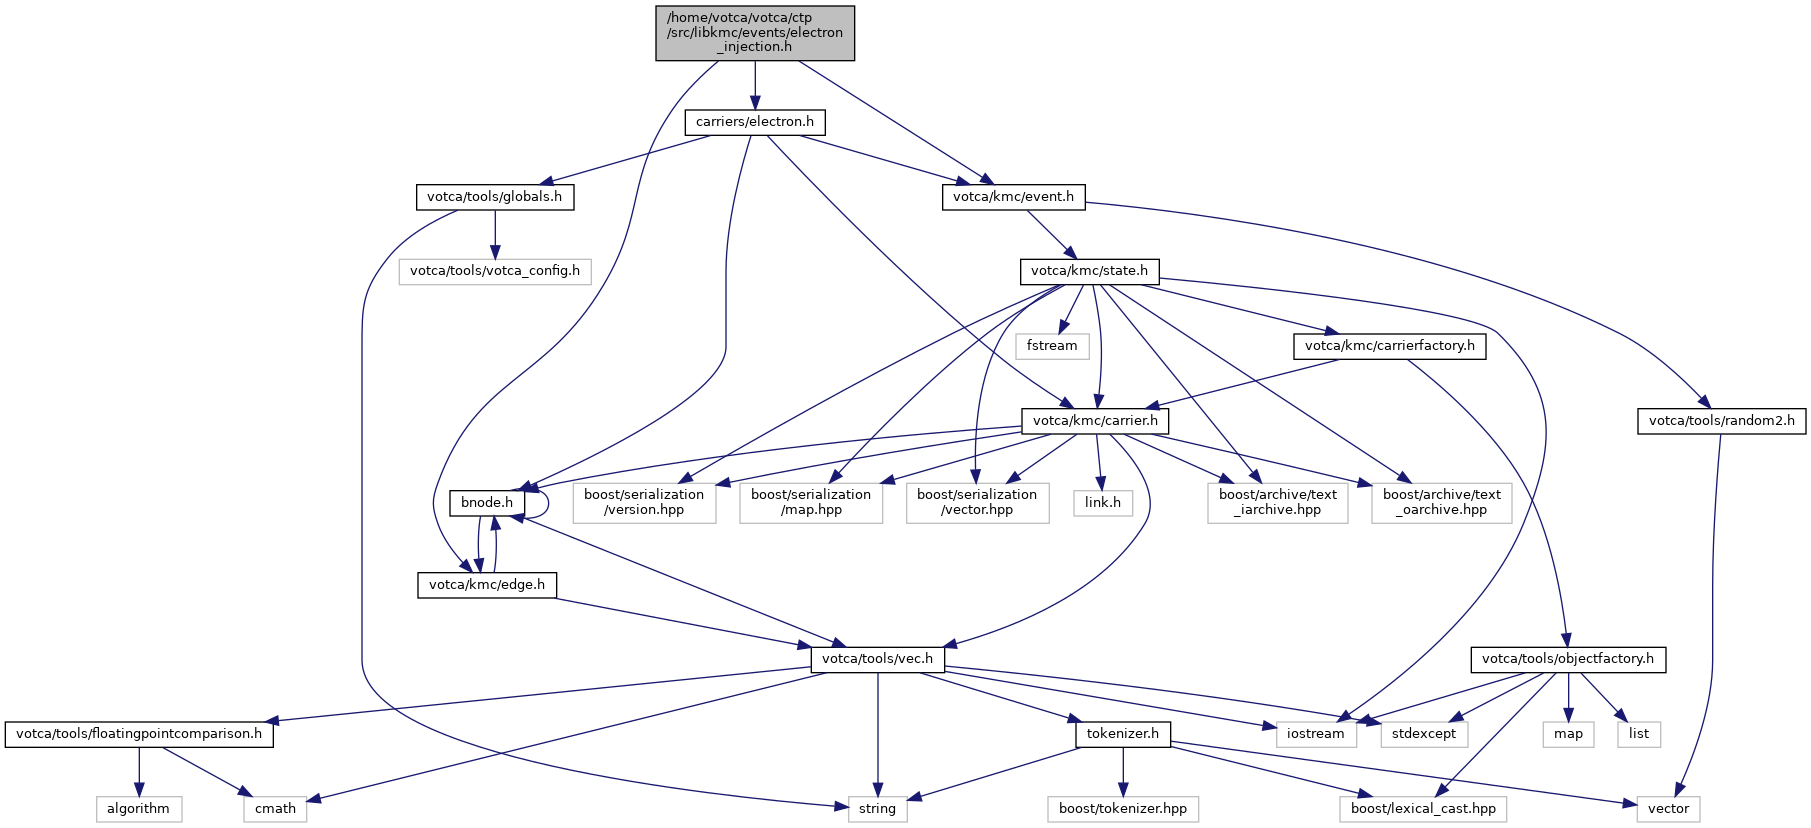 /home/votca/votca/ctp
/src/libkmc/events/electron
_injection.h
carriers/electron.h
votca/tools/globals.h
votca/kmc/event.h
votca/tools/votca_config.h
votca/kmc/state.h
fstream
votca/kmc/carrierfactory.h
votca/kmc/carrier.h
votca/tools/random2.h
bnode.h
boost/serialization
/version.hpp
boost/serialization
/map.hpp
boost/serialization
/vector.hpp
link.h
boost/archive/text
_iarchive.hpp
boost/archive/text
_oarchive.hpp
votca/kmc/edge.h
votca/tools/vec.h
votca/tools/objectfactory.h
votca/tools/floatingpointcomparison.h
tokenizer.h
iostream
stdexcept
map
list
algorithm
cmath
string
boost/tokenizer.hpp
boost/lexical_cast.hpp
vector